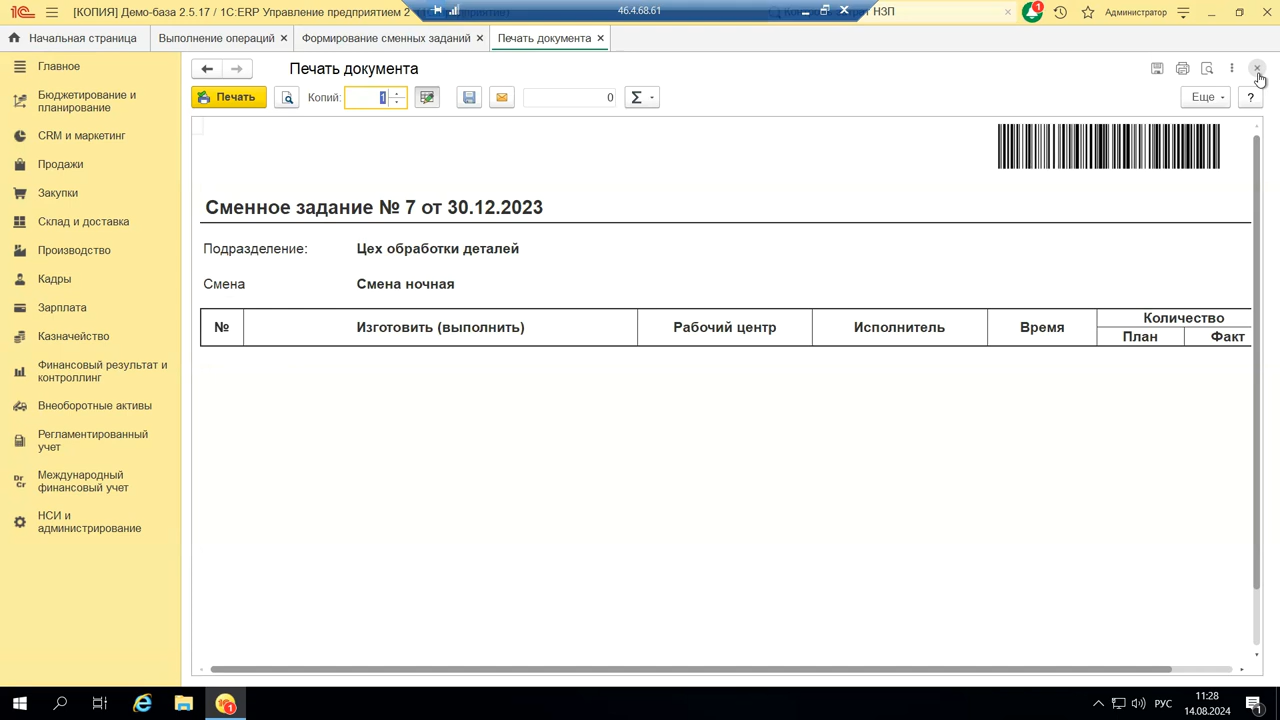 [КОПИЯ] Демо-база 2.5.17 / 1С:ERP Управление предприятием 2
46.4.68.61
НЗП
1
Администратор
Начальная страница
Выполнение операций
Формирование сменных заданий
Печать документа
Главное
Бюджетирование и
планирование
CRM и маркетинг
Продажи
Закупки
Склад и доставка
Производство
Кадры
Зарплата
Казначейство
Финансовый результат и
контроллинг
Внеоборотные активы
Регламентированный
учет
Международный
финансовый учет
НСИ и
администрирование
Печать документа
Печать
Копий:
1
0
Σ
Еще
?
Сменное задание № 7 от 30.12.2023
Подразделение: Цех обработки деталей
Смена Смена ночная
№ Изготовить (выполнить) Рабочий центр Исполнитель Время Количество
План Факт
РУС
11:28
14.08.2024
1
1